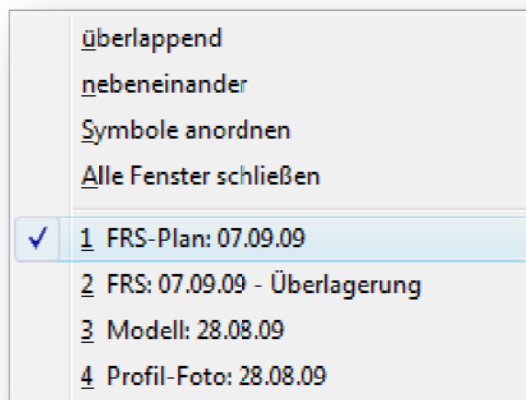 überlappend
nebeneinander
Symbole anordnen
Alle Fenster schließen
1 FRS-Plan: 07.09.09
2 FRS: 07.09.09 - Überlagerung
3 Modell: 28.08.09
4 Profil-Foto: 28.08.09